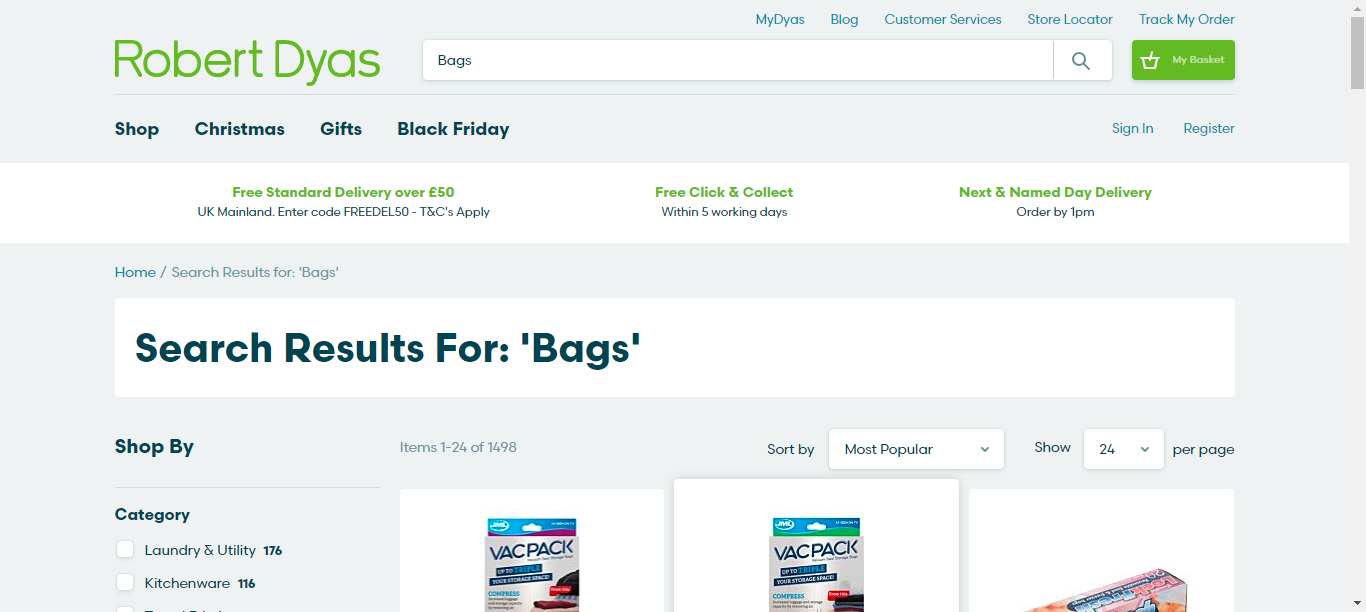 MyDyas Blog Customer Services Store Locator Track My Order
Robert Dyas
Bags
My Basket
Shop Christmas Gifts Black Friday
Sign In Register
Free Standard Delivery over £50 Free Click & Collect Next & Named Day Delivery
UK Mainland. Enter code FREEDEL50 - T&C's Apply Within 5 working days Order by 1pm
Home / Search Results for: 'Bags'
Search Results For: 'Bags'
Shop By
Items 1-24 of 1498
Sort by Most Popular Show 24 per page
Category
Laundry & Utility 176
Kitchenware 116
JML
VACPACK
UP TO TRIPLE
YOUR STORAGE SPACE!
COMPRESS
JML
VACPACK
UP TO TRIPLE
YOUR STORAGE SPACE!
COMPRESS